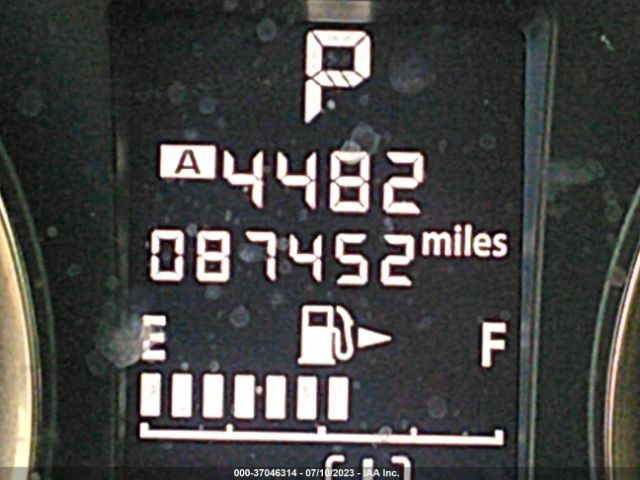 P
A 4482
087452 miles
E F
000-37046314 - 07/10/2023 - IAA Inc.